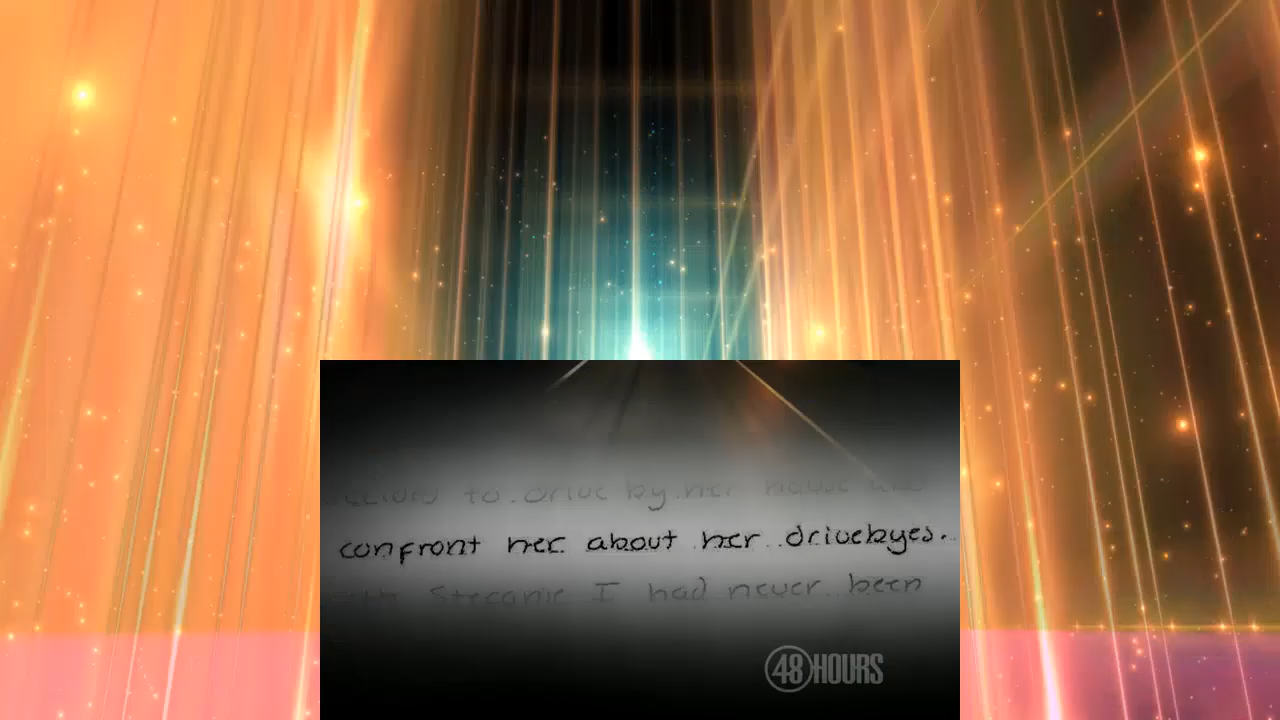 to drive by her house and
confront her about her drivebyes.
Stefanie I had never been
48 HOURS